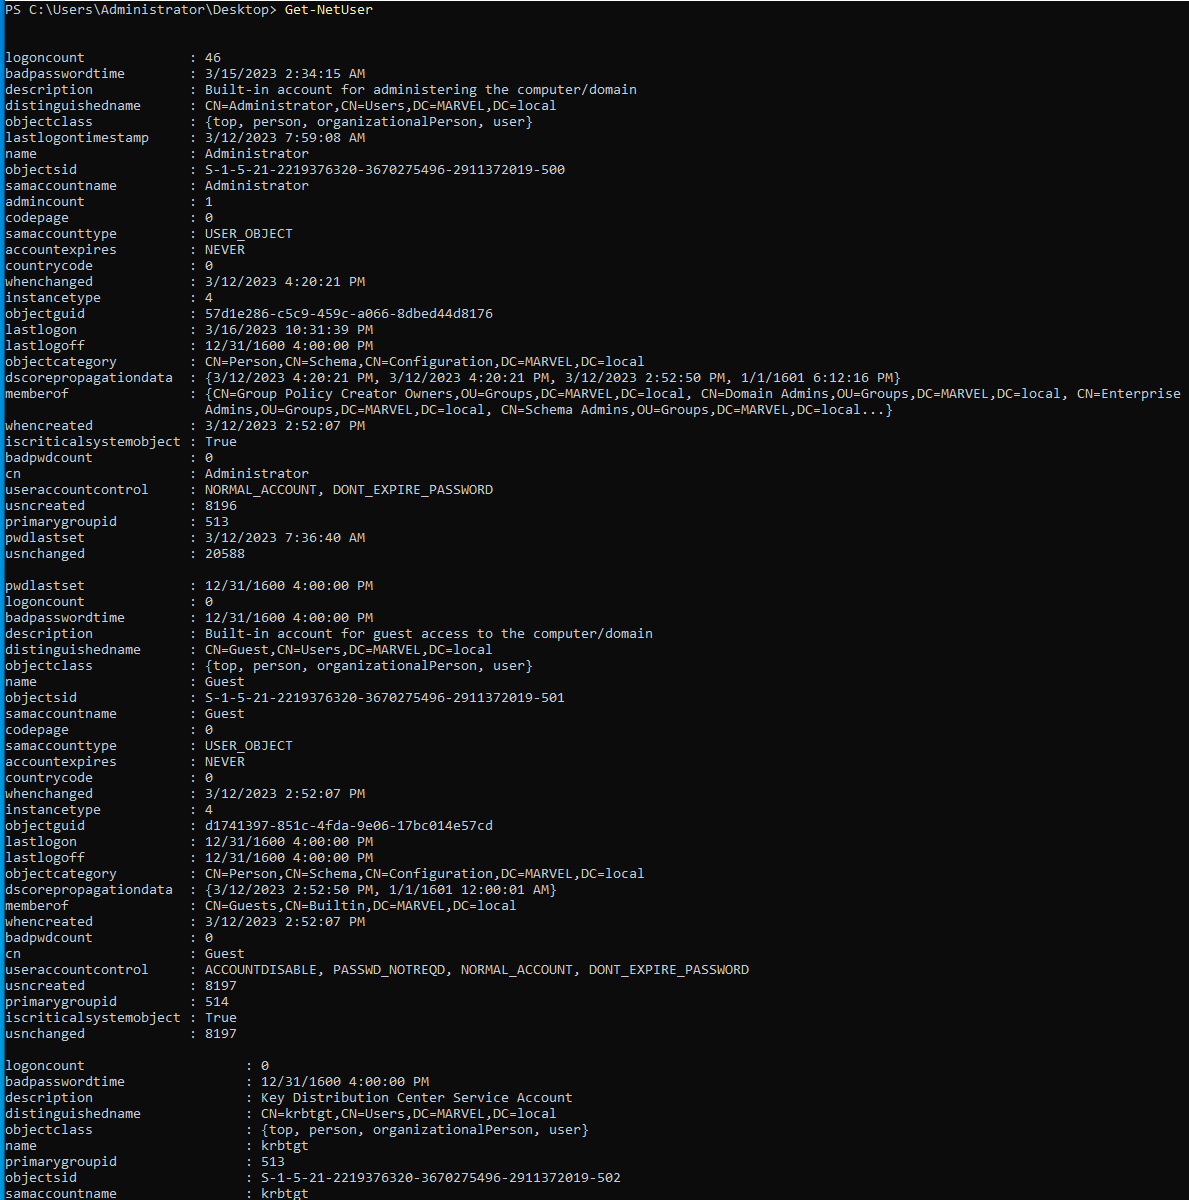 PS C:\Users\Administrator\Desktop> Get-NetUser
logoncount : 46
badpasswordtime : 3/15/2023 2:34:15 AM
description : Built-in account for administering the computer/domain
distinguishedname : CN=Administrator,CN=Users,DC=MARVEL,DC=local
objectclass : {top, person, organizationalPerson, user}
lastlogontimestamp : 3/12/2023 7:59:08 AM
name : Administrator
objectsid : S-1-5-21-2219376320-3670275496-2911372019-500
samaccountname : Administrator
admincount : 1
codepage : 0
samaccounttype : USER_OBJECT
accountexpires : NEVER
countrycode : 0
whenchanged : 3/12/2023 4:20:21 PM
instancetype : 4
objectguid : 57d1e286-c5c9-459c-a066-8dbed44d8176
lastlogon : 3/16/2023 10:31:39 PM
lastlogoff : 12/31/1600 4:00:00 PM
objectcategory : CN=Person,CN=Schema,CN=Configuration,DC=MARVEL,DC=local
dscorepropagationdata : {3/12/2023 4:20:21 PM, 3/12/2023 4:20:21 PM, 3/12/2023 2:52:50 PM, 1/1/1601 6:12:16 PM}
memberof : {CN=Group Policy Creator Owners,OU=Groups,DC=MARVEL,DC=local, CN=Domain Admins,OU=Groups,DC=MARVEL,DC=local, CN=Enterprise
Admins,OU=Groups,DC=MARVEL,DC=local, CN=Schema Admins,OU=Groups,DC=MARVEL,DC=local...}
whencreated : 3/12/2023 2:52:07 PM
iscriticalsystemobject : True
badpwdcount : 0
cn : Administrator
useraccountcontrol : NORMAL_ACCOUNT, DONT_EXPIRE_PASSWORD
usncreated : 8196
primarygroupid : 513
pwdlastset : 3/12/2023 7:36:40 AM
usnchanged : 20588
pwdlastset : 12/31/1600 4:00:00 PM
logoncount : 0
badpasswordtime : 12/31/1600 4:00:00 PM
description : Built-in account for guest access to the computer/domain
distinguishedname : CN=Guest,CN=Users,DC=MARVEL,DC=local
objectclass : {top, person, organizationalPerson, user}
name : Guest
objectsid : S-1-5-21-2219376320-3670275496-2911372019-501
samaccountname : Guest
codepage : 0
samaccounttype : USER_OBJECT
accountexpires : NEVER
countrycode : 0
whenchanged : 3/12/2023 2:52:07 PM
instancetype : 4
objectguid : d1741397-851c-4fda-9e06-17bc014e57cd
lastlogon : 12/31/1600 4:00:00 PM
lastlogoff : 12/31/1600 4:00:00 PM
objectcategory : CN=Person,CN=Schema,CN=Configuration,DC=MARVEL,DC=local
dscorepropagationdata : {3/12/2023 2:52:50 PM, 1/1/1601 12:00:01 AM}
memberof : CN=Guests,CN=Builtin,DC=MARVEL,DC=local
whencreated : 3/12/2023 2:52:07 PM
badpwdcount : 0
cn : Guest
useraccountcontrol : ACCOUNTDISABLE, PASSWD_NOTREQD, NORMAL_ACCOUNT, DONT_EXPIRE_PASSWORD
usncreated : 8197
primarygroupid : 514
iscriticalsystemobject : True
usnchanged : 8197
logoncount : 0
badpasswordtime : 12/31/1600 4:00:00 PM
description : Key Distribution Center Service Account
distinguishedname : CN=krbtgt,CN=Users,DC=MARVEL,DC=local
objectclass : {top, person, organizationalPerson, user}
name : krbtgt
primarygroupid : 513
objectsid : S-1-5-21-2219376320-3670275496-2911372019-502
samaccountname : krbtgt